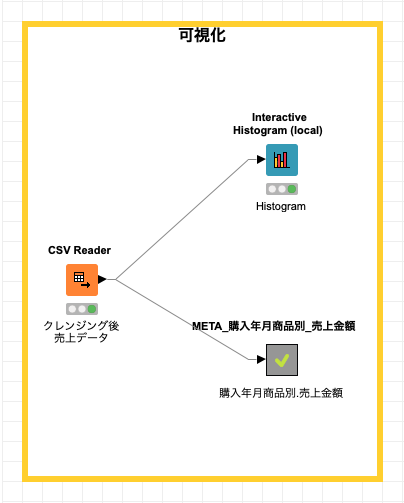 可視化
Interactive
Histogram (local)
Histogram
CSV Reader
クレンジング後
売上データ
META_購入年月商品別_売上金額
購入年月商品別.売上金額